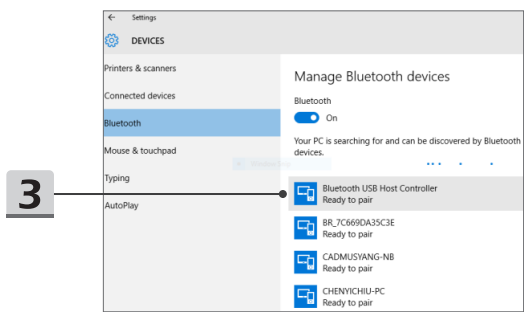 ← Settings
DEVICES
Printers & scanners
Connected devices
Bluetooth
Mouse & touchpad
Typing
AutoPlay
Manage Bluetooth devices
Bluetooth
On
Your PC is searching for and can be discovered by Bluetooth
devices.
3
Bluetooth USB Host Controller
Ready to pair
BR_7C669DA35C3E
Ready to pair
CADMUSYANG-NB
Ready to pair
CHENYICHIU-PC
Ready to pair